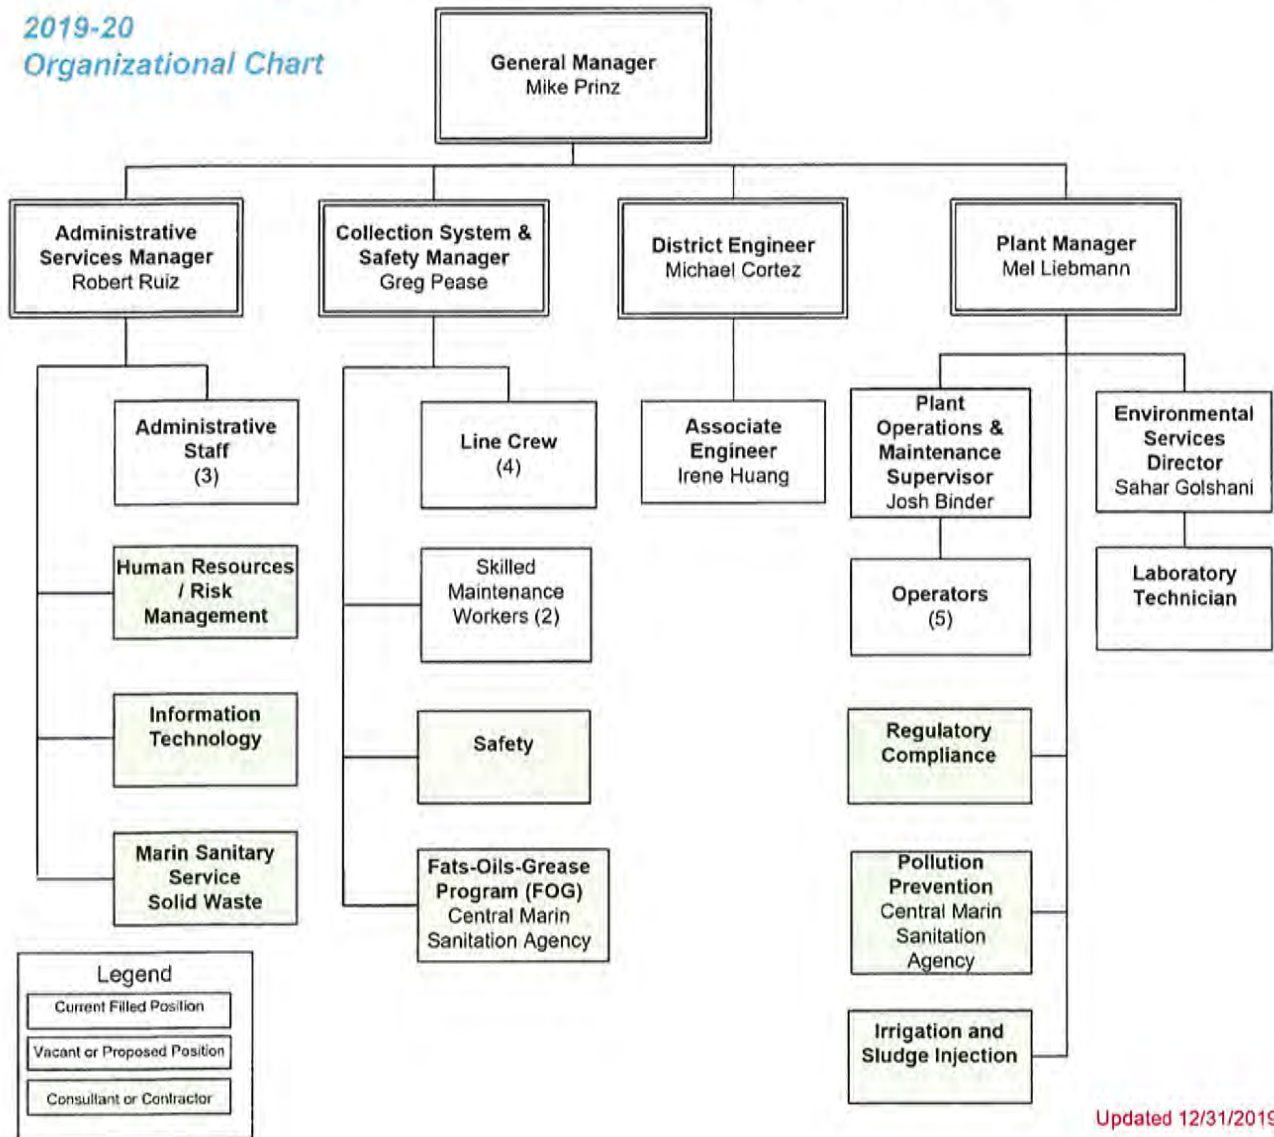 2019-20
Organizational Chart
General Manager
Mike Prinz
Administrative
Services Manager
Robert Ruiz
Collection System &
Safety Manager
Greg Pease
District Engineer
Michael Cortez
Plant Manager
Mel Liebmann
Administrative
Staff
(3)
Line Crew
(4)
Associate
Engineer
Irene Huang
Plant
Operations &
Maintenance
Supervisor
Josh Binder
Environmental
Services
Director
Sahar Golshani
Human Resources
/ Risk
Management
Skilled
Maintenance
Workers (2)
Operators
(5)
Laboratory
Technician
Information
Technology
Safety
Regulatory
Compliance
Marin Sanitary
Service
Solid Waste
Fats-Oils-Grease
Program (FOG)
Central Marin
Sanitation Agency
Pollution
Prevention
Central Marin
Sanitation
Agency
Irrigation and
Sludge Injection
Legend
Current Filled Position
Vacant or Proposed Position
Consultant or Contractor
Updated 12/31/2019